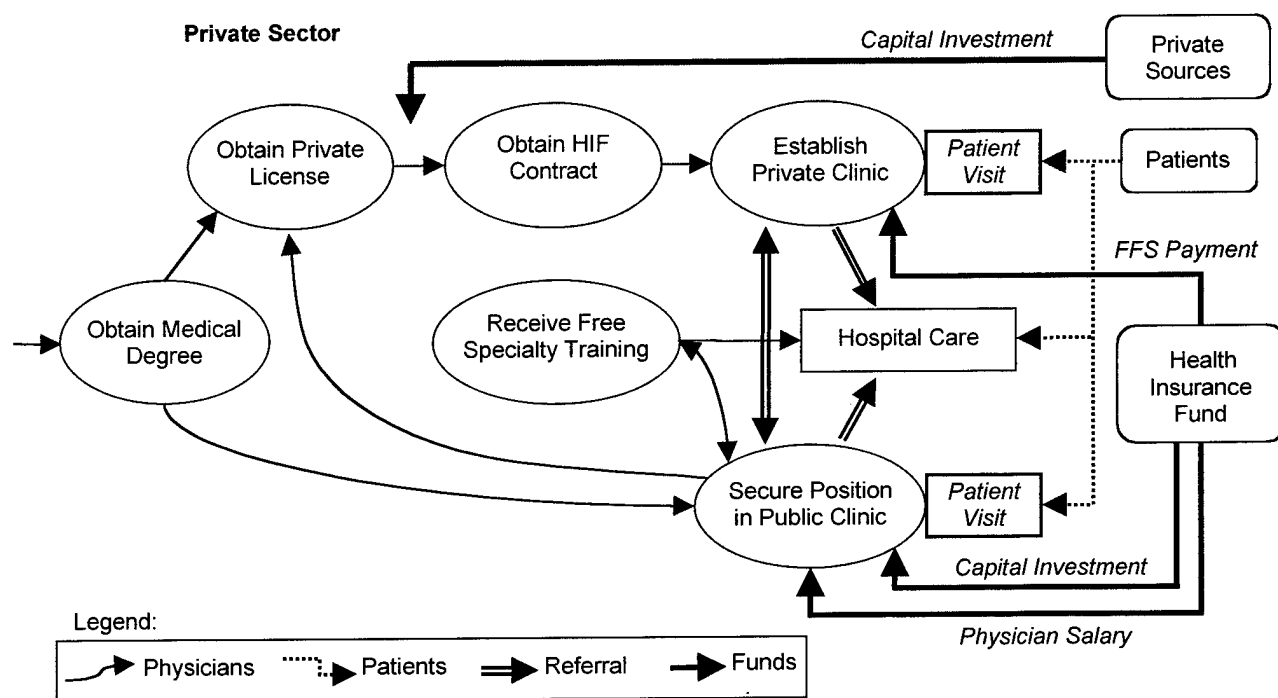 Private Sector
Capital Investment
Private
Sources
Obtain Private
License
Obtain HIF
Contract
Establish
Private Clinic
Patient
Visit
Patients
FFS Payment
Obtain Medical
Degree
Receive Free
Specialty Training
Hospital Care
Health
Insurance
Fund
Secure Position
in Public Clinic
Patient
Visit
Capital Investment
Physician Salary
Legend:
Physicians
Patients
Referral
Funds